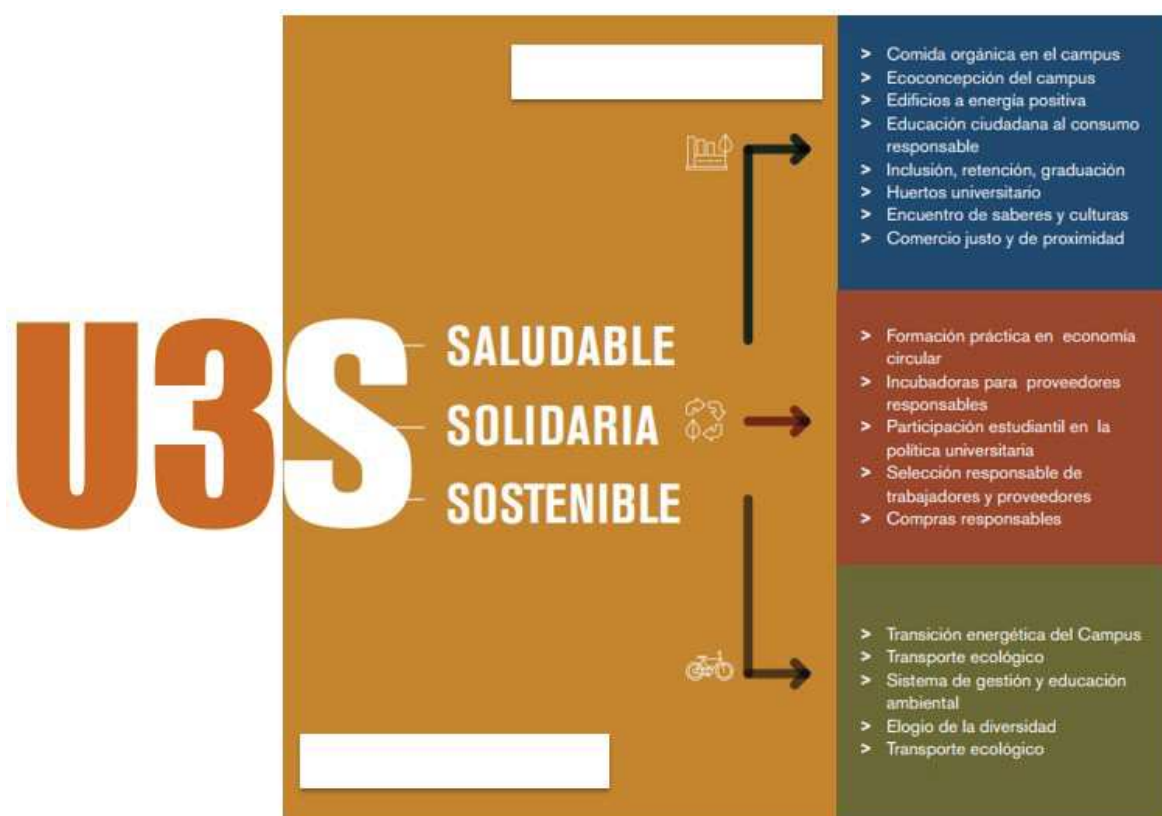 U3S
SALUDABLE
SOLIDARIA
SOSTENIBLE
> Comida orgánica en el campus
> Ecoconcepción del campus
> Edificios a energía positiva
> Educación ciudadana al consumo
responsable
> Inclusión, retención, graduación
> Huertos universitario
> Encuentro de saberes y culturas
> Comercio justo y de proximidad
> Formación práctica en economía
circular
> Incubadoras para proveedores
responsables
> Participación estudiantil en la
política universitaria
> Selección responsable de
trabajadores y proveedores
> Compras responsables
> Transición energética del Campus
> Transporte ecológico
> Sistema de gestión y educación
ambiental
> Elogio de la diversidad
> Transporte ecológico